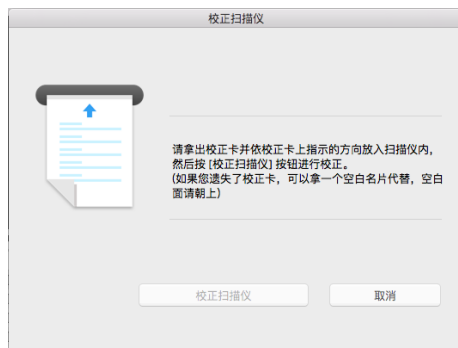 校正扫描仪
请拿出校正卡并依校正卡上指示的方向放入扫描仪内，
然后按 [校正扫描仪] 按钮进行校正。
(如果您遗失了校正卡，可以拿一个空白名片代替，空白
面请朝上)
校正扫描仪
取消